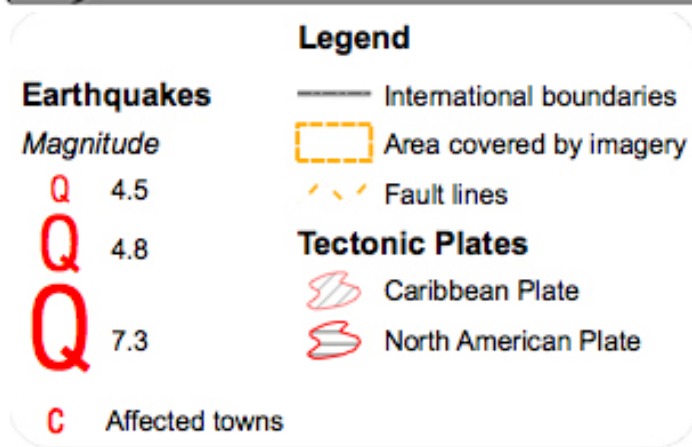 Legend
Earthquakes
Magnitude
Q 4.5
Q 4.8
Q 7.3
C Affected towns
International boundaries
Area covered by imagery
Fault lines
Tectonic Plates
Caribbean Plate
North American Plate